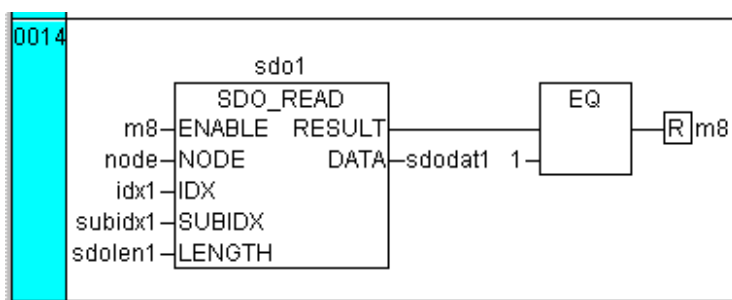 0014
sdo1
SDO_READ EQ
m8 ENABLE RESULT R m8
node NODE DATA sdodat1 1
idx1 IDX
subidx1 SUBIDX
sdolen1 LENGTH